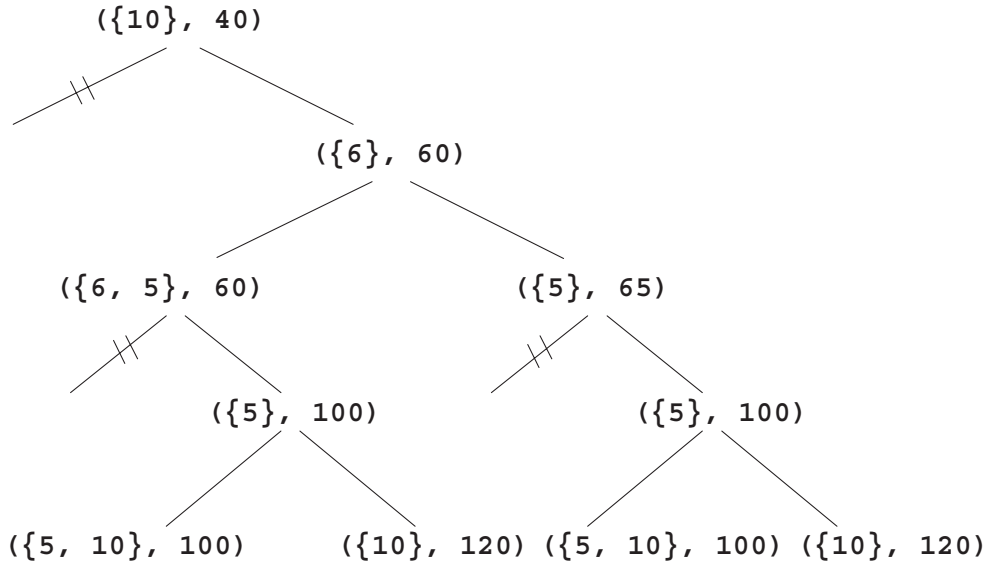 ({10}, 40)
({6}, 60)
({6, 5}, 60) ({5}, 65)
({5}, 100) ({5}, 100)
({5, 10}, 100) ({10}, 120) ({5, 10}, 100) ({10}, 120)